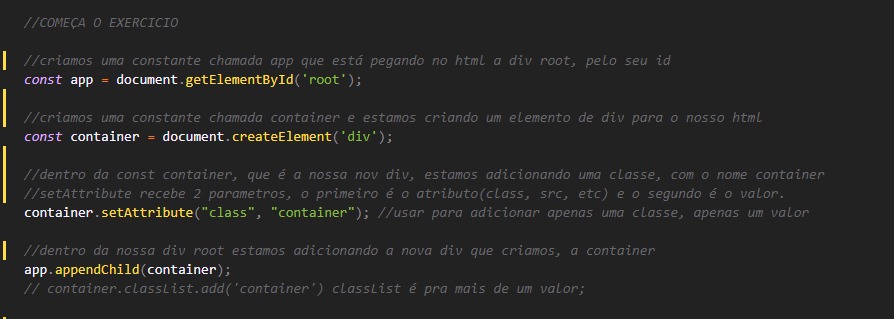 //COMEÇA O EXERCICIO
//criamos uma constante chamada app que está pegando no html a div root, pelo seu id
const app = document.getElementById('root');
//criamos uma constante chamada container e estamos criando um elemento de div para o nosso html
const container = document.createElement('div');
//dentro da const container, que é a nossa nov div, estamos adicionando uma classe, com o nome container
//setAttribute recebe 2 parametros, o primeiro é o atributo(class, src, etc) e o segundo é o valor.
container.setAttribute("class", "container"); //usar para adicionar apenas uma classe, apenas um valor
//dentro da nossa div root estamos adicionando a nova div que criamos, a container
app.appendChild(container);
// container.classList.add('container') classList é pra mais de um valor;